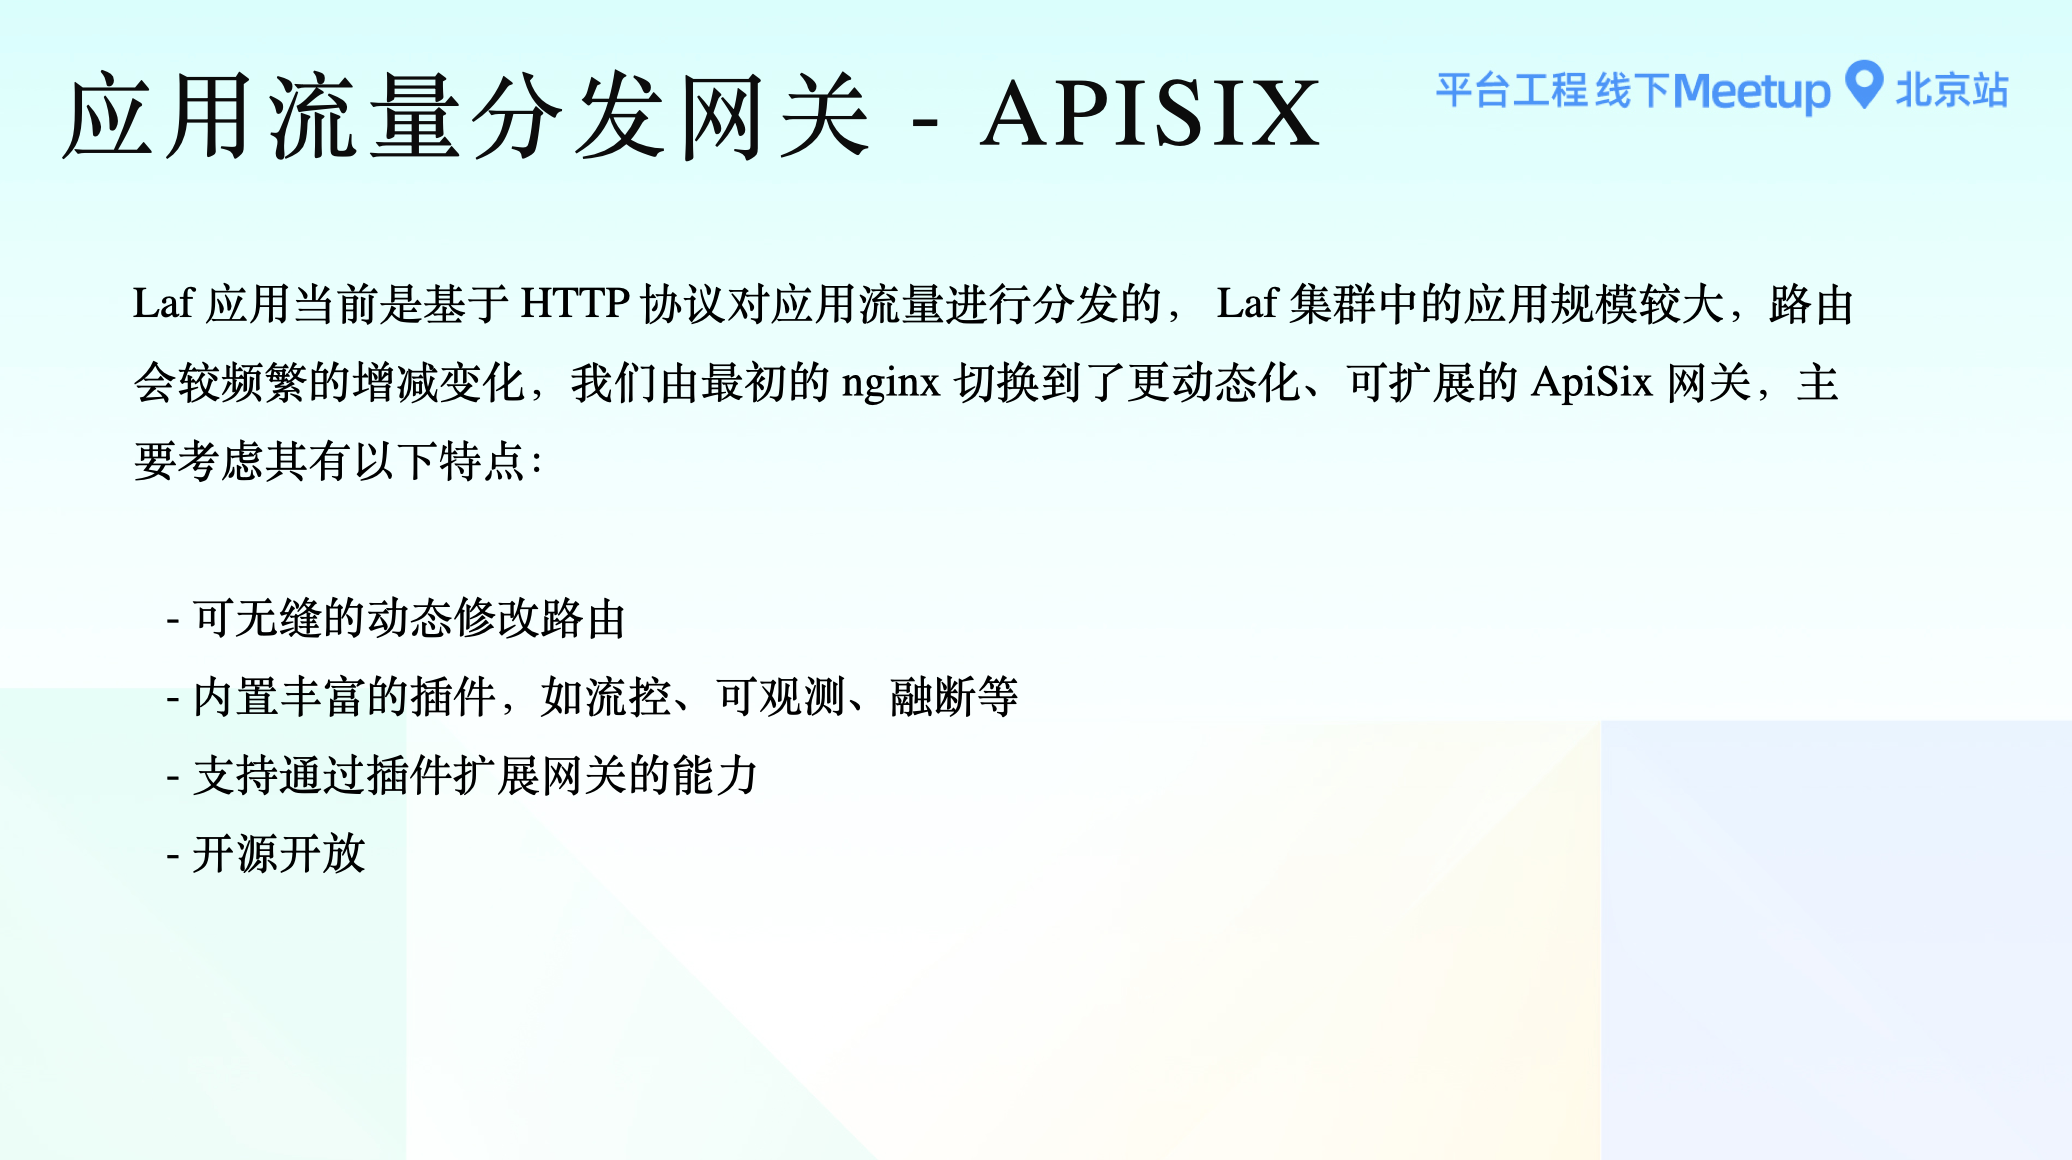 应用流量分发网关 - APISIX
平台工程 线下Meetup 北京站
Laf 应用当前是基于 HTTP 协议对应用流量进行分发的， Laf 集群中的应用规模较大，路由
会较频繁的增减变化，我们由最初的 nginx 切换到了更动态化、可扩展的 ApiSix 网关，主
要考虑其有以下特点：
- 可无缝的动态修改路由
- 内置丰富的插件，如流控、可观测、融断等
- 支持通过插件扩展网关的能力
- 开源开放